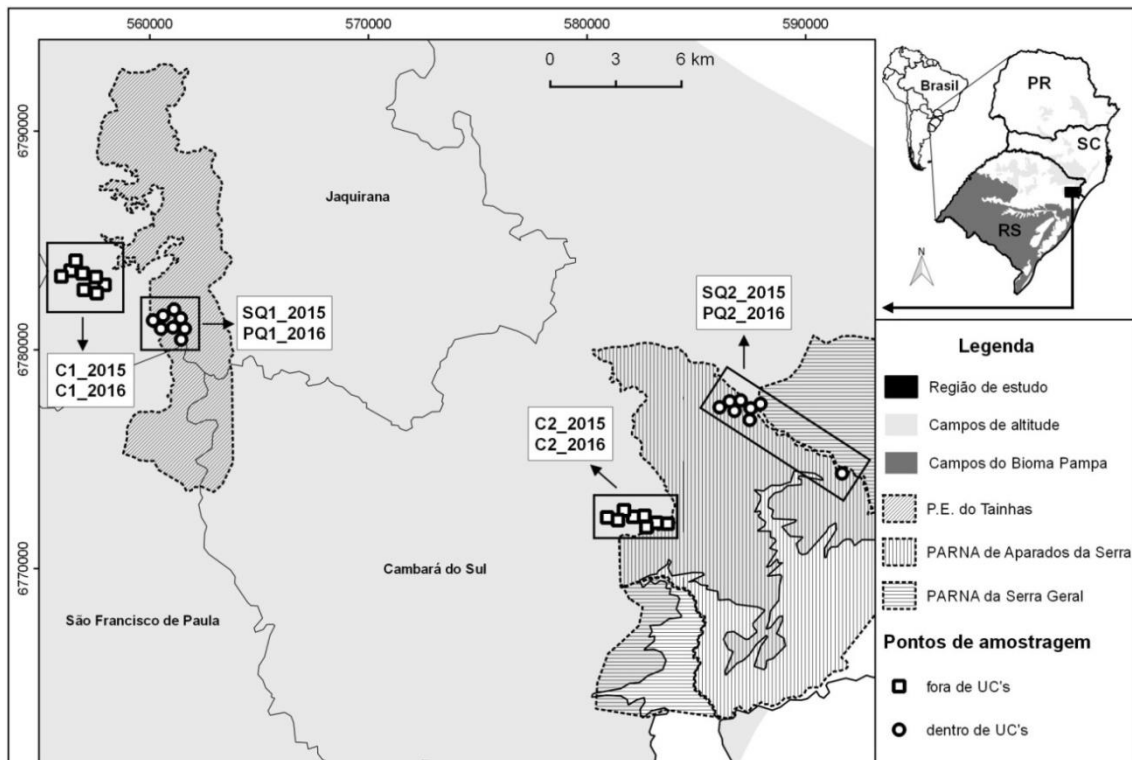 560000
570000
580000
590000
6790000
6780000
6770000
0 3 6 km
Jaquirana
SQ1_2015
PQ1_2016
C1_2015
C1_2016
SQ2_2015
PQ2_2016
C2_2015
C2_2016
Cambará do Sul
São Francisco de Paula
Brasil
PR
SC
RS
N
Legenda
Região de estudo
Campos de altitude
Campos do Bioma Pampa
P.E. do Tainhas
PARNA de Aparados da Serra
PARNA da Serra Geral
Pontos de amostragem
fora de UC's
dentro de UC's